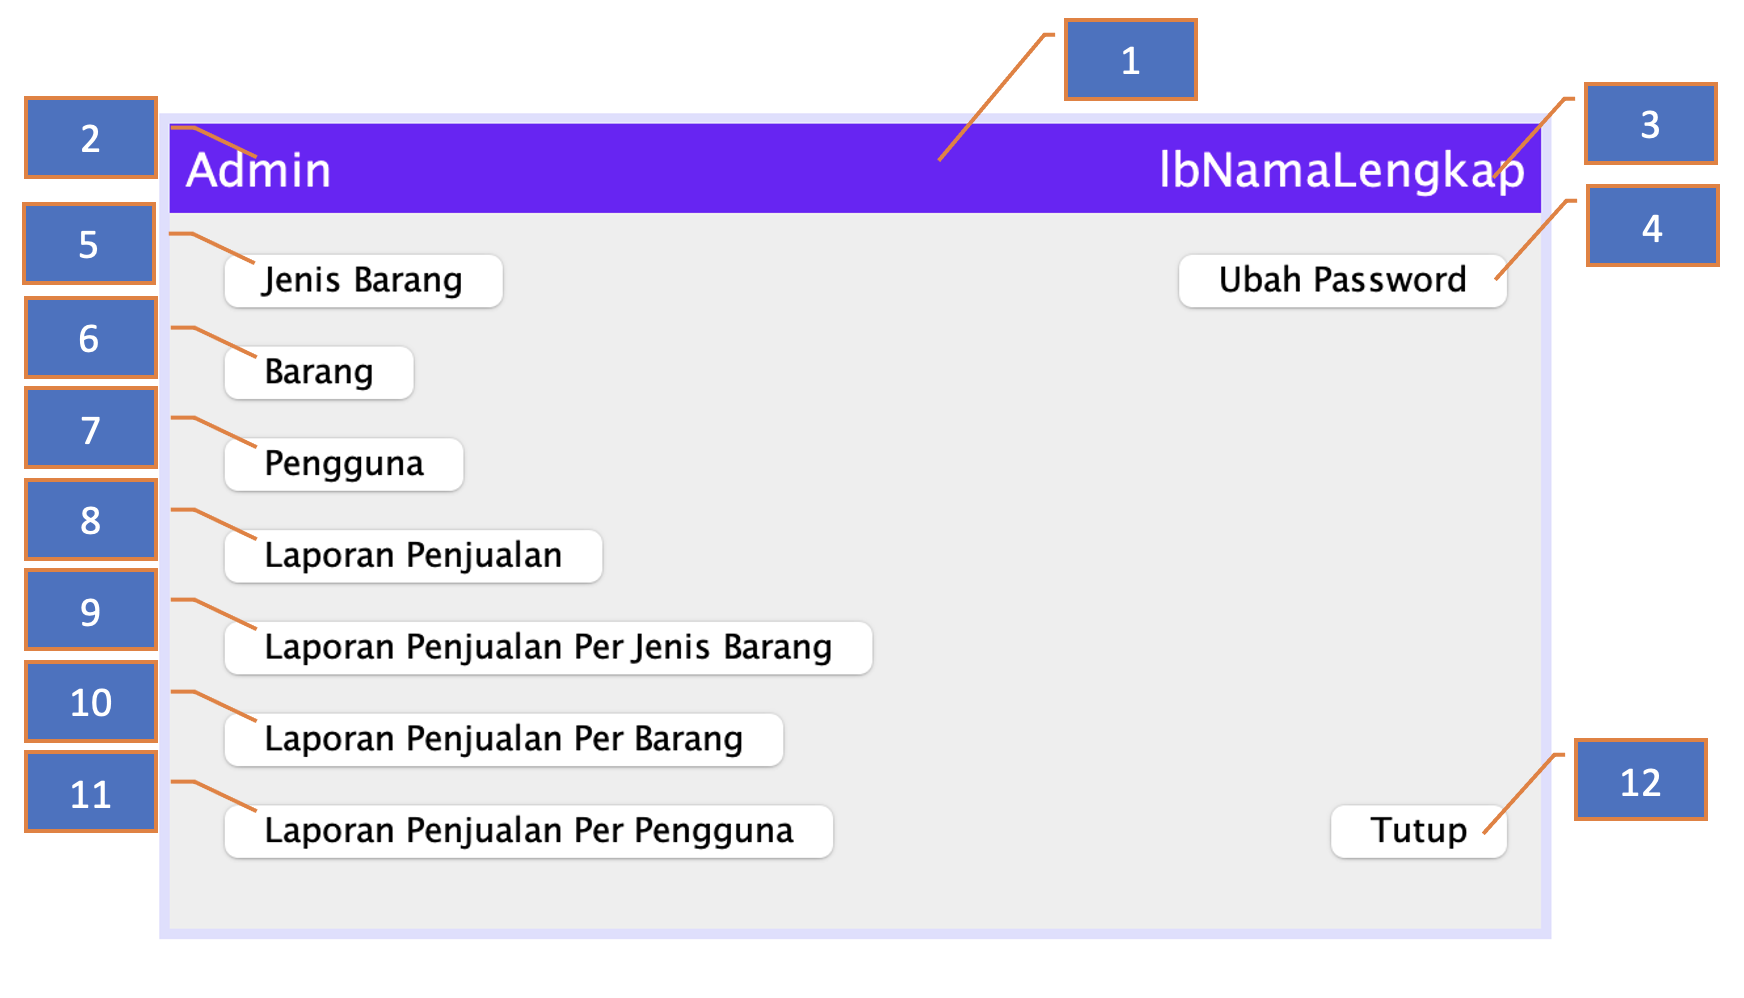 1
2
3
Admin
lbNamaLengkap
4
5
Jenis Barang
Ubah Password
6
Barang
7
Pengguna
8
Laporan Penjualan
9
Laporan Penjualan Per Jenis Barang
10
Laporan Penjualan Per Barang
11
12
Laporan Penjualan Per Pengguna
Tutup